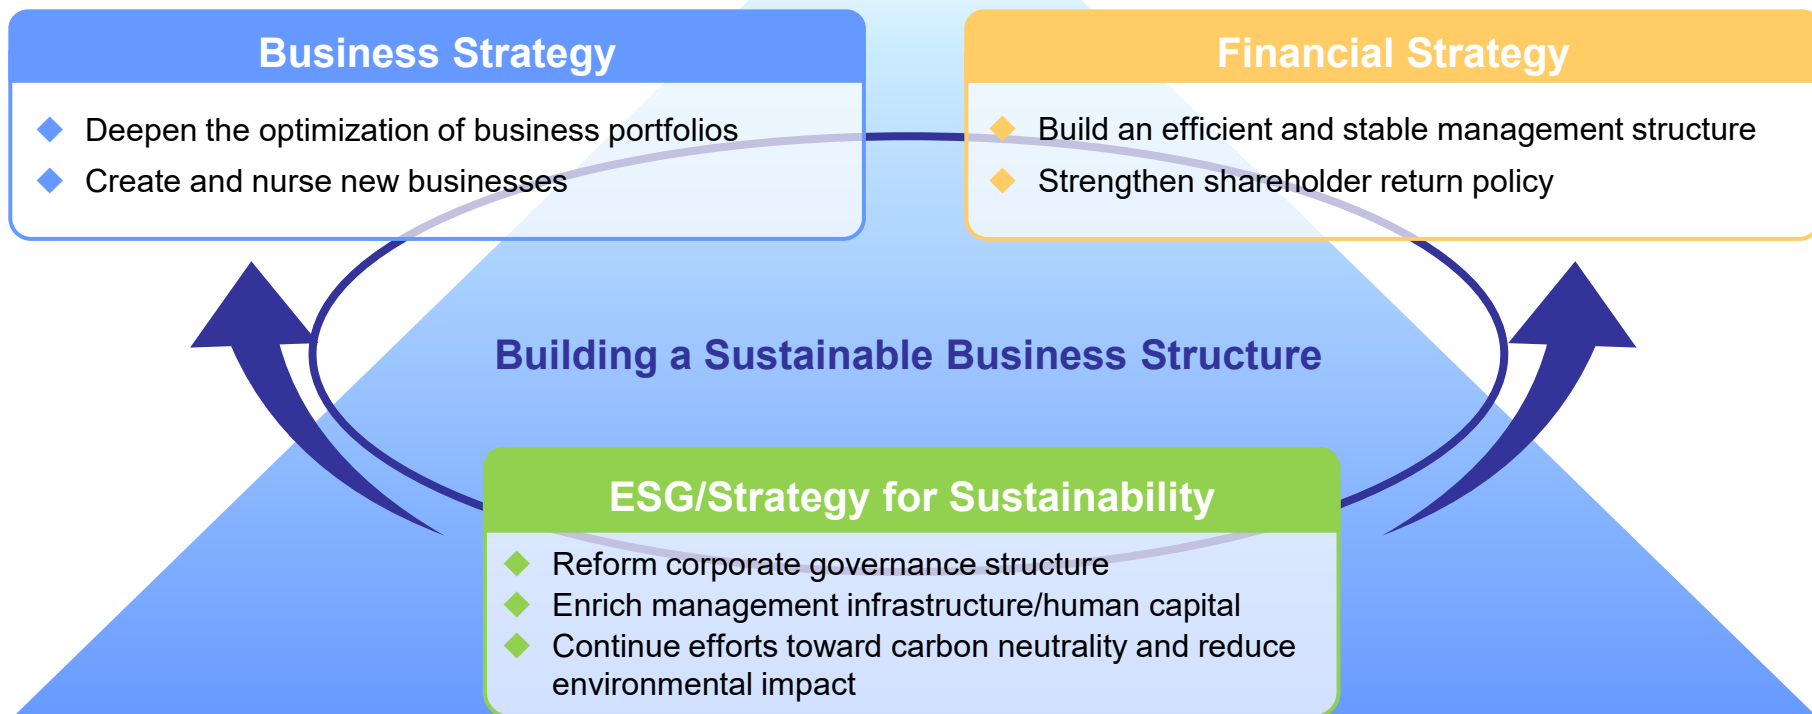 Business Strategy
Deepen the optimization of business portfolios
Create and nurse new businesses
Financial Strategy
Build an efficient and stable management structure
Strengthen shareholder return policy
Building a Sustainable Business Structure
ESG/Strategy for Sustainability
Reform corporate governance structure
Enrich management infrastructure/human capital
Continue efforts toward carbon neutrality and reduce
environmental impact